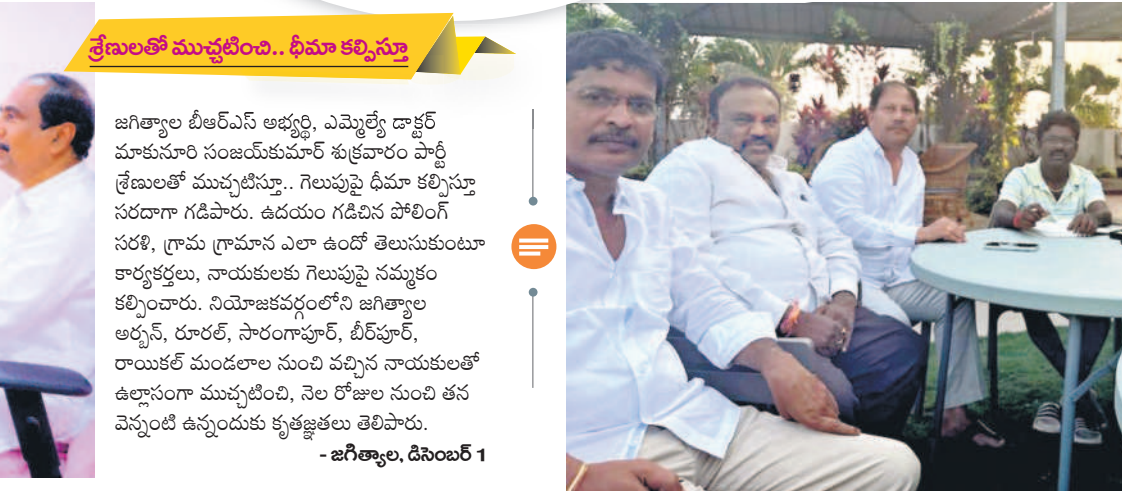 శ్రేణులతో ముచ్చటించి.. ధీమా కల్పిస్తూ
జగిత్యాల బీఆర్ఎస్ అభ్యర్థి, ఎమ్మెల్యే డాక్టర్
మాకునూరి సంజయ్‌కుమార్ శుక్రవారం పార్టీ
శ్రేణులతో ముచ్చటిస్తూ.. గెలుపుపై ధీమా కల్పిస్తూ
సరదాగా గడిపారు. ఉదయం గడిచిన పోలింగ్
సరళి, గ్రామ గ్రామాన ఎలా ఉందో తెలుసుకుంటూ
కార్యకర్తలు, నాయకులకు గెలుపుపై నమ్మకం
కల్పించారు. నియోజకవర్గంలోని జగిత్యాల
అర్బన్, రూరల్, సారంగాపూర్, బీర్‌పూర్,
రాయికల్ మండలాల నుంచి వచ్చిన నాయకులతో
ఉల్లాసంగా ముచ్చటించి, నెల రోజుల నుంచి తన
వెన్నంటి ఉన్నందుకు కృతజ్ఞతలు తెలిపారు.
- జగిత్యాల, డిసెంబర్ 1